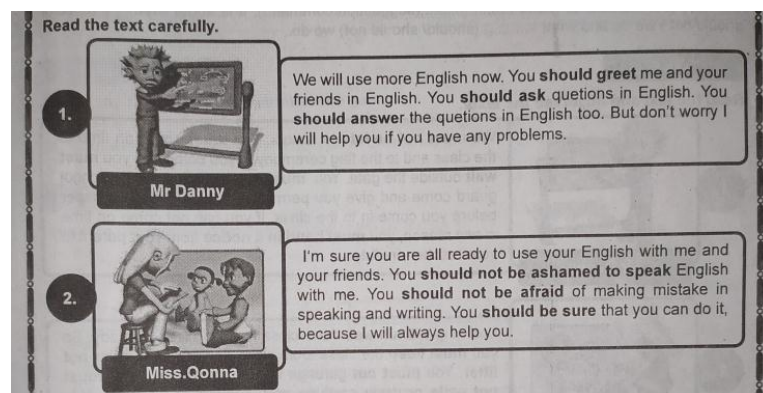 Read the text carefully.
1.
We will use more English now. You should greet me and your
friends in English. You should ask quetions in English. You
should answer the quetions in English too. But don't worry I
will help you if you have any problems.
Mr Danny
2.
I'm sure you are all ready to use your English with me and
your friends. You should not be ashamed to speak English
with me. You should not be afraid of making mistake in
speaking and writing. You should be sure that you can do it,
because I will always help you.
Miss.Qonna